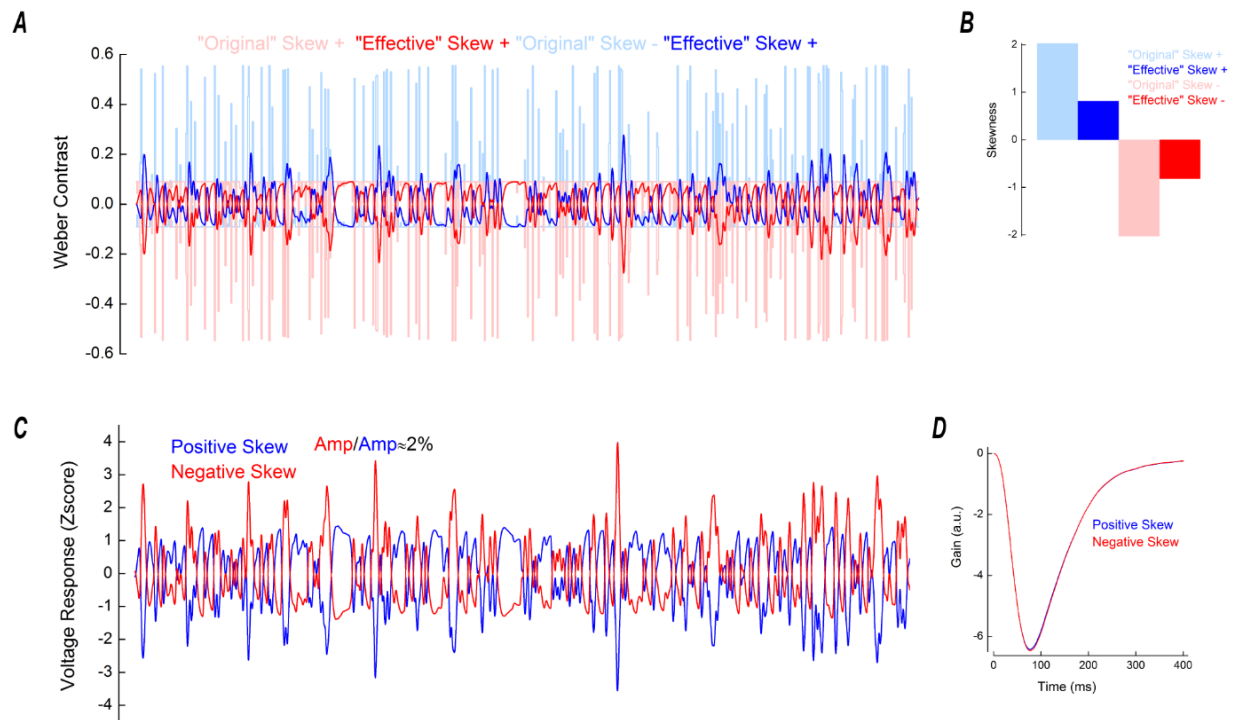 A
"Original" Skew + "Effective" Skew + "Original" Skew - "Effective" Skew +
0.6
0.4
0.2
0.0
-0.2
-0.4
-0.6
Weber Contrast
B
2
1
0
-1
-2
Skewness
"Original" Skew +
"Effective" Skew +
"Original" Skew -
"Effective" Skew -
C
4
3
2
1
0
-1
-2
-3
-4
Voltage Response (Zscore)
Positive Skew
Negative Skew
Amp/Amp≈2%
D
0
-2
-4
-6
Gain (a.u.)
Positive Skew
Negative Skew
0 100 200 300 400
Time (ms)